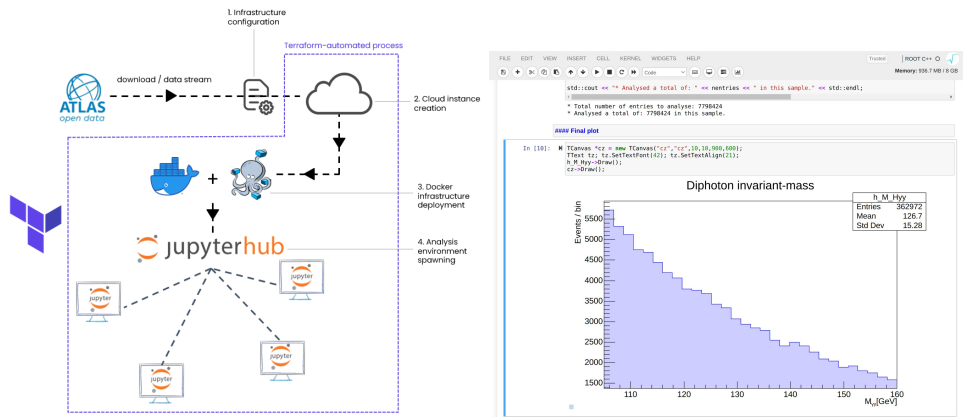 1. Infrastructure
configuration
Terraform-automated process
download / data stream
ATLAS
open data
2. Cloud instance
creation
+
3. Docker
infrastructure
deployment
jupyterhub
4. Analysis
environment
spawning
jupyter
jupyter
jupyter
jupyter
FILE EDIT VIEW INSERT CELL KERNEL WIDGETS HELP
Trusted ROOT C++
Code
Memory: 936.7 MB / 8 GB
std::cout << "* Analysed a total of: " << nentries << " in this sample." << std::endl;
* Total number of entries to analyse: 7798424
* Analysed a total of: 7798424 in this sample.
#### Final plot
In [10]:
TCanvas *cz = new TCanvas("cz","cz",10,10,900,600);
TText tz; tz.SetTextFont(42); tz.SetTextAlign(21);
h_M_Hyy->Draw();
cz->Draw();
Diphoton invariant-mass
h_M_Hyy
Entries 362972
Mean 126.7
Std Dev 15.28
Events / bin
5500
5000
4500
4000
3500
3000
2500
2000
1500
110 120 130 140 150 160